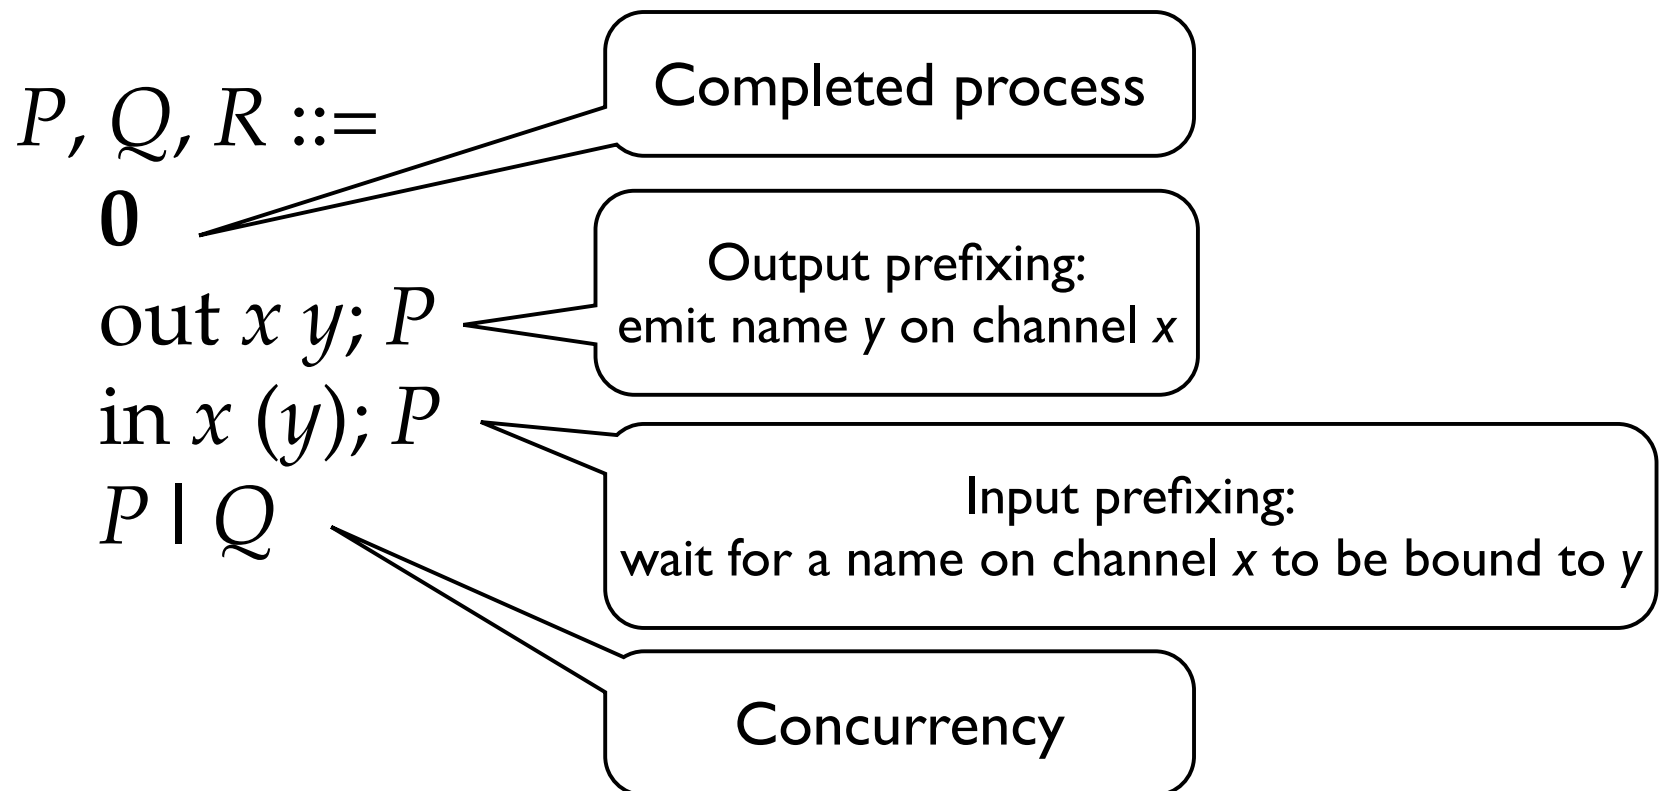 P, Q, R ::=
Completed process
0
Output prefixing:
emit name y on channel x
out x y; P
in x (y); P
Input prefixing:
wait for a name on channel x to be bound to y
P | Q
Concurrency